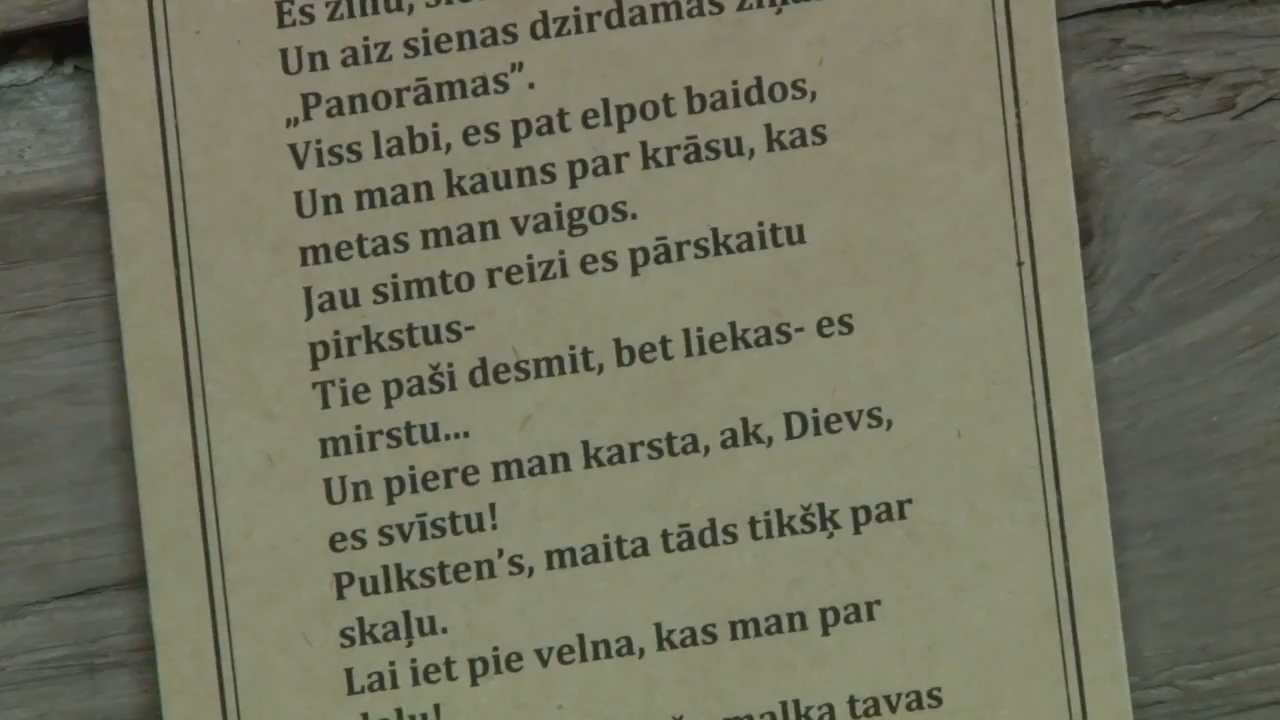 Es zinu,
Un aiz sienas dzirdamas
„Panorāmas”.
Viss labi, es pat elpot baidos,
Un man kauns par krāsu, kas
metas man vaigos.
Jau simto reizi es pārskaitu
pirkstus-
Tie paši desmit, bet liekas- es
mirstu...
Un piere man karsta, ak, Dievs,
es svīstu!
Pulksten’s, maita tāds tikšķ par
skaļu.
Lai iet pie velna, kas man par
tavas